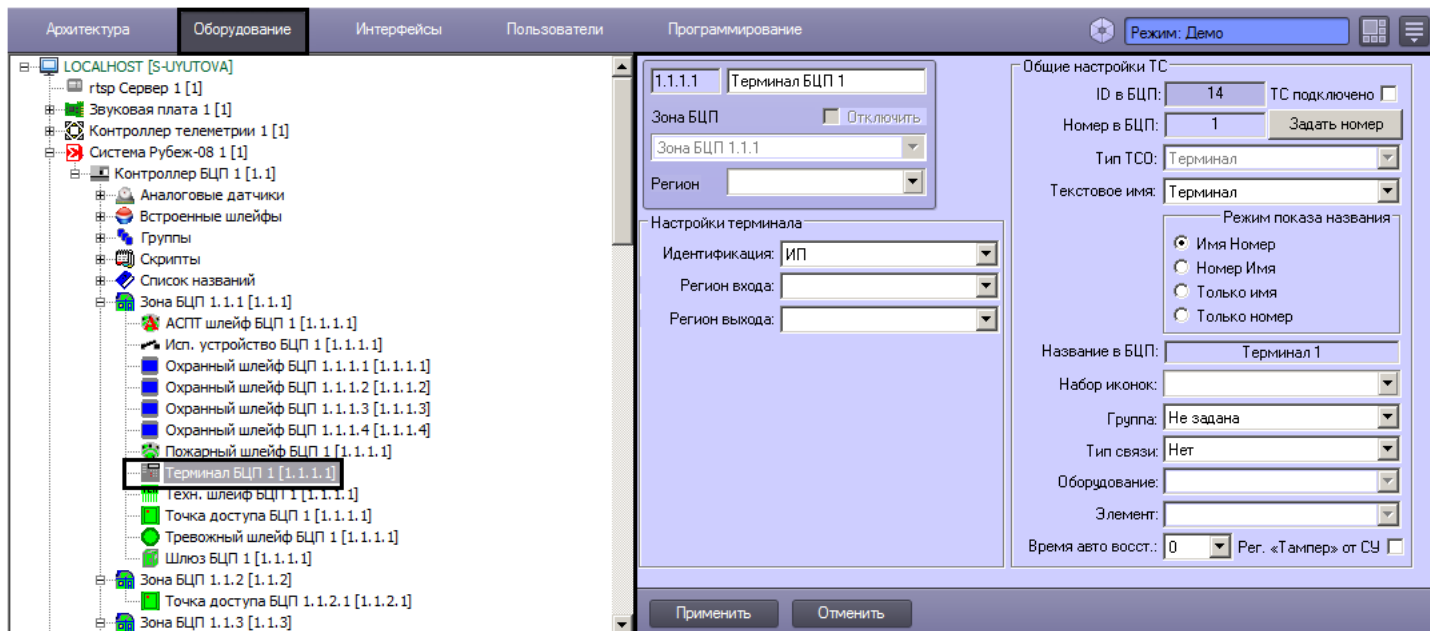 Архитектура Оборудование Интерфейсы Пользователи Программирование Режим: Демо
LOCALHOST [S-UYUTOVA]
rtsp Сервер 1 [1]
Звуковая плата 1 [1]
Контроллер телеметрии 1 [1]
Система Рубеж-08 1 [1]
Контроллер БЦП 1 [1.1]
Аналоговые датчики
Встроенные шлейфы
Группы
Скрипты
Список названий
Зона БЦП 1.1.1 [1.1.1]
АСПТ шлейф БЦП 1 [1.1.1.1]
Исп. устройство БЦП 1 [1.1.1.1]
Охранный шлейф БЦП 1.1.1.1 [1.1.1.1]
Охранный шлейф БЦП 1.1.1.2 [1.1.1.2]
Охранный шлейф БЦП 1.1.1.3 [1.1.1.3]
Охранный шлейф БЦП 1.1.1.4 [1.1.1.4]
Пожарный шлейф БЦП 1 [1.1.1.1]
Терминал БЦП 1 [1.1.1.1]
Техн. шлейф БЦП 1 [1.1.1.1]
Точка доступа БЦП 1 [1.1.1.1]
Тревожный шлейф БЦП 1 [1.1.1.1]
Шлюз БЦП 1 [1.1.1.1]
Зона БЦП 1.1.2 [1.1.2]
Точка доступа БЦП 1.1.2.1 [1.1.2.1]
Зона БЦП 1.1.3 [1.1.3]
1.1.1.1 Терминал БЦП 1
Зона БЦП Отключить
Зона БЦП 1.1.1
Регион
Настройки терминала
Идентификация: ИП
Регион входа:
Регион выхода:
Общие настройки ТС
ID в БЦП: 14 ТС подключено
Номер в БЦП: 1 Задать номер
Тип ТСО: Терминал
Текстовое имя: Терминал
Режим показа названия
Имя Номер
Номер Имя
Только имя
Только номер
Название в БЦП: Терминал 1
Набор иконок:
Группа: Не задана
Тип связи: Нет
Оборудование:
Элемент:
Время авто восст.: 0 Рег. «Тампер» от СУ
Применить Отменить